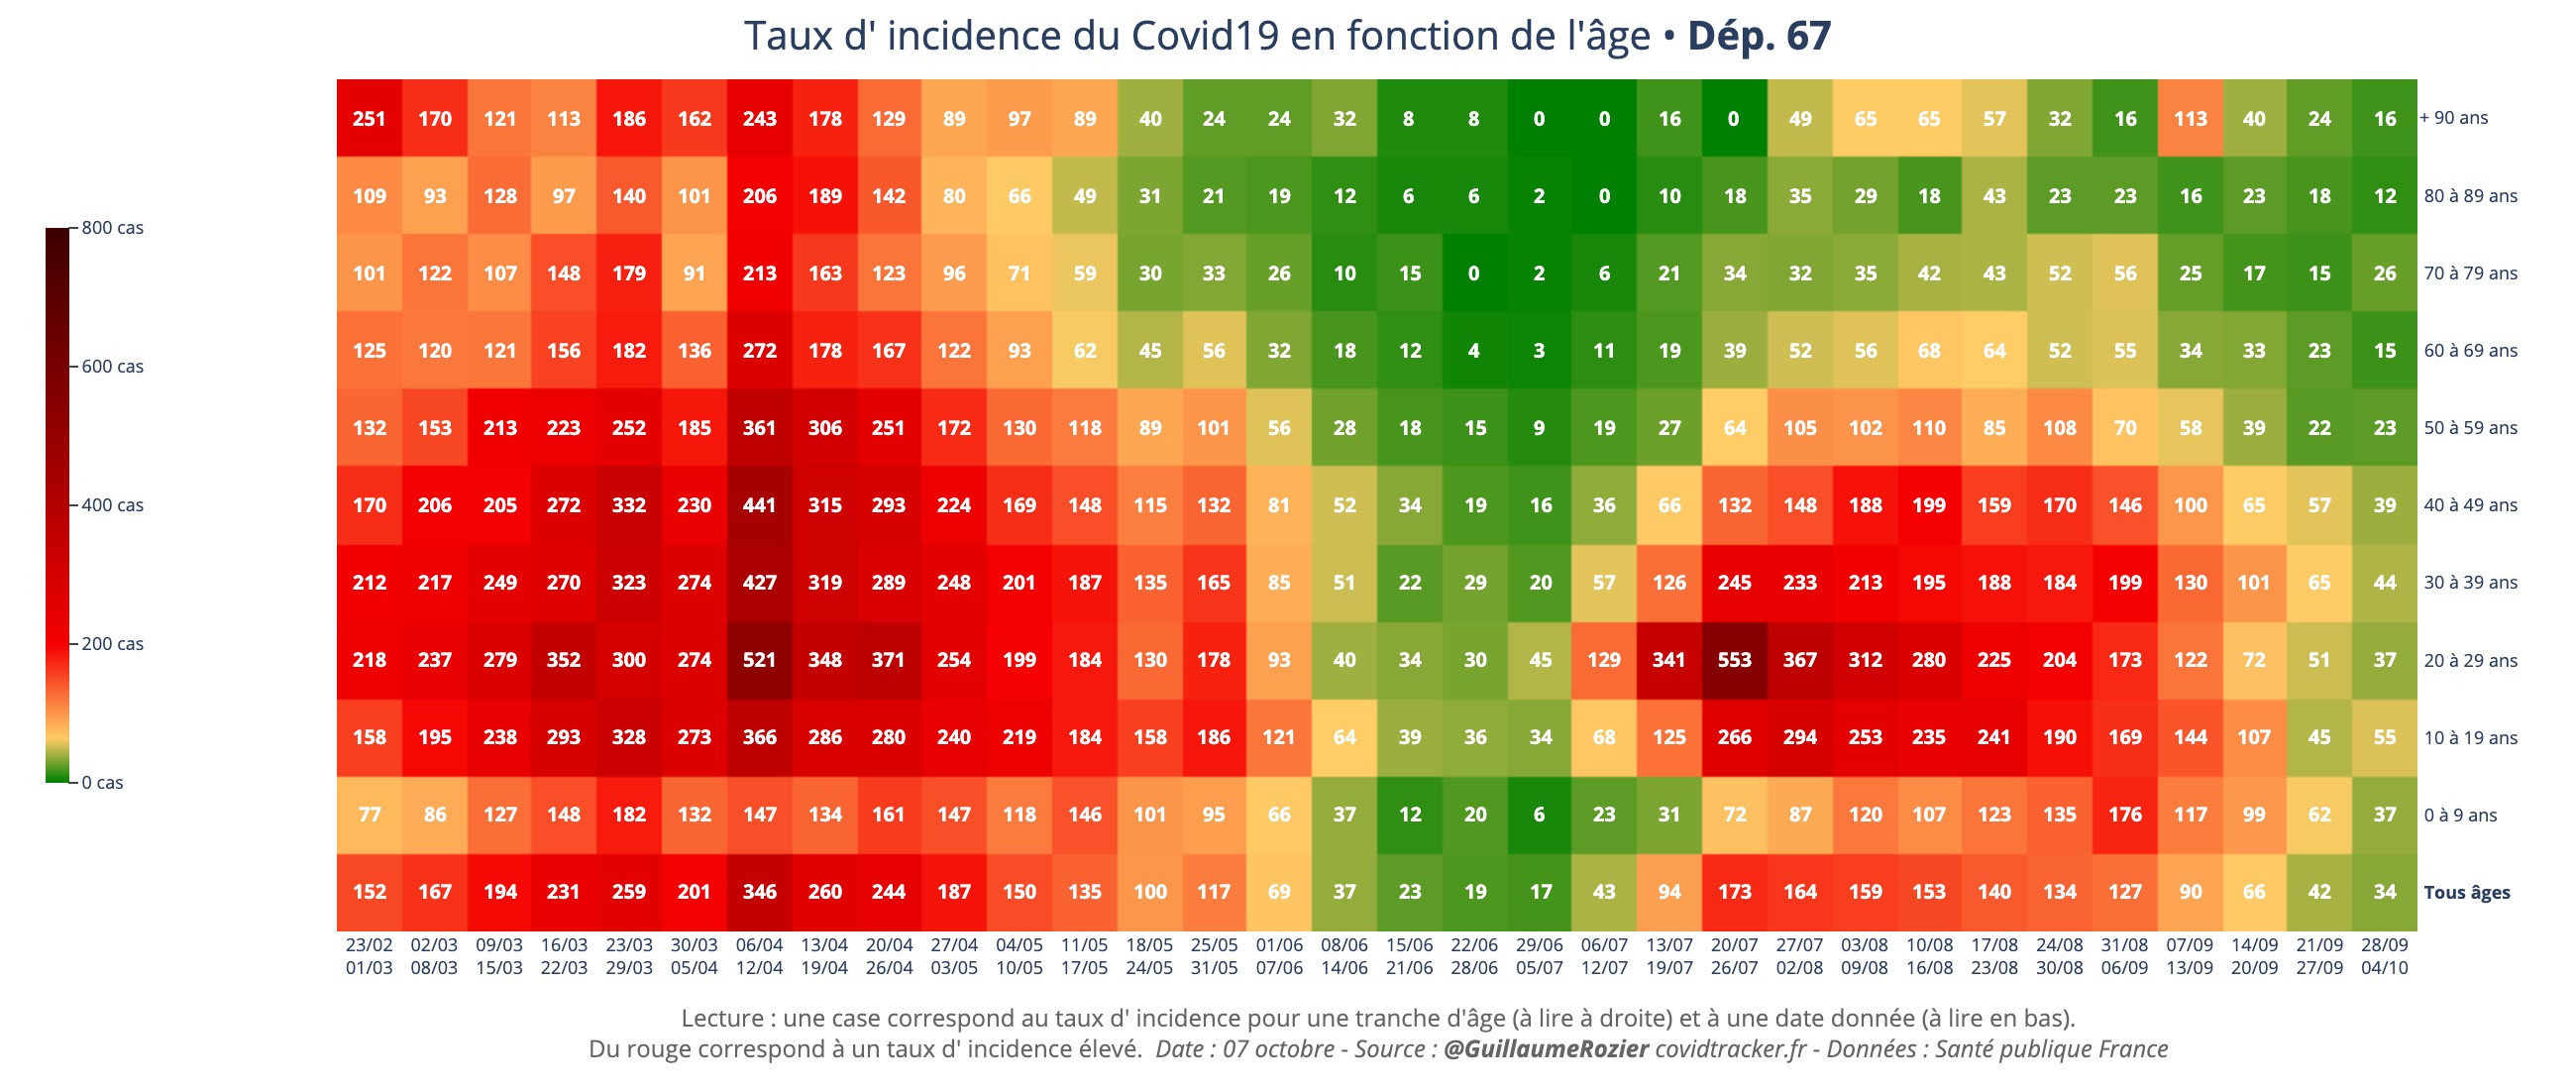 Taux d' incidence du Covid19 en fonction de l'âge • Dép. 67
800 cas
600 cas
400 cas
200 cas
0 cas
251 170 121 113 186 162 243 178 129 89 97 89 40 24 24 32 8 8 0 0 16 0 49 65 65 57 32 16 113 40 24 16 + 90 ans
109 93 128 97 140 101 206 189 142 80 66 49 31 21 19 12 6 6 2 0 10 18 35 29 18 43 23 23 16 23 18 12 80 à 89 ans
101 122 107 148 179 91 213 163 123 96 71 59 30 33 26 10 15 0 2 6 21 34 32 35 42 43 52 56 25 17 15 26 70 à 79 ans
125 120 121 156 182 136 272 178 167 122 93 62 45 56 32 18 12 4 3 11 19 39 52 56 68 64 52 55 34 33 23 15 60 à 69 ans
132 153 213 223 252 185 361 306 251 172 130 118 89 101 56 28 18 15 9 19 27 64 105 102 110 85 108 70 58 39 22 23 50 à 59 ans
170 206 205 272 332 230 441 315 293 224 169 148 115 132 81 52 34 19 16 36 66 132 148 188 199 159 170 146 100 65 57 39 40 à 49 ans
212 217 249 270 323 274 427 319 289 248 201 187 135 165 85 51 22 29 20 57 126 245 233 213 195 188 184 199 130 101 65 44 30 à 39 ans
218 237 279 352 300 274 521 348 371 254 199 184 130 178 93 40 34 30 45 129 341 553 367 312 280 225 204 173 122 72 51 37 20 à 29 ans
158 195 238 293 328 273 366 286 280 240 219 184 158 186 121 64 39 36 34 68 125 266 294 253 235 241 190 169 144 107 45 55 10 à 19 ans
77 86 127 148 182 132 147 134 161 147 118 146 101 95 66 37 12 20 6 23 31 72 87 120 107 123 135 176 117 99 62 37 0 à 9 ans
152 167 194 231 259 201 346 260 244 187 150 135 100 117 69 37 23 19 17 43 94 173 164 159 153 140 134 127 90 66 42 34 Tous âges
23/02 02/03 09/03 16/03 23/03 30/03 06/04 13/04 20/04 27/04 04/05 11/05 18/05 25/05 01/06 08/06 15/06 22/06 29/06 06/07 13/07 20/07 27/07 03/08 10/08 17/08 24/08 31/08 07/09 14/09 21/09 28/09
01/03 08/03 15/03 22/03 29/03 05/04 12/04 19/04 26/04 03/05 10/05 17/05 24/05 31/05 07/06 14/06 21/06 28/06 05/07 12/07 19/07 26/07 02/08 09/08 16/08 23/08 30/08 06/09 13/09 20/09 27/09 04/10
Lecture : une case correspond au taux d' incidence pour une tranche d'âge (à lire à droite) et à une date donnée (à lire en bas).
Du rouge correspond à un taux d' incidence élevé. Date : 07 octobre - Source : @GuillaumeRozier covidtracker.fr - Données : Santé publique France